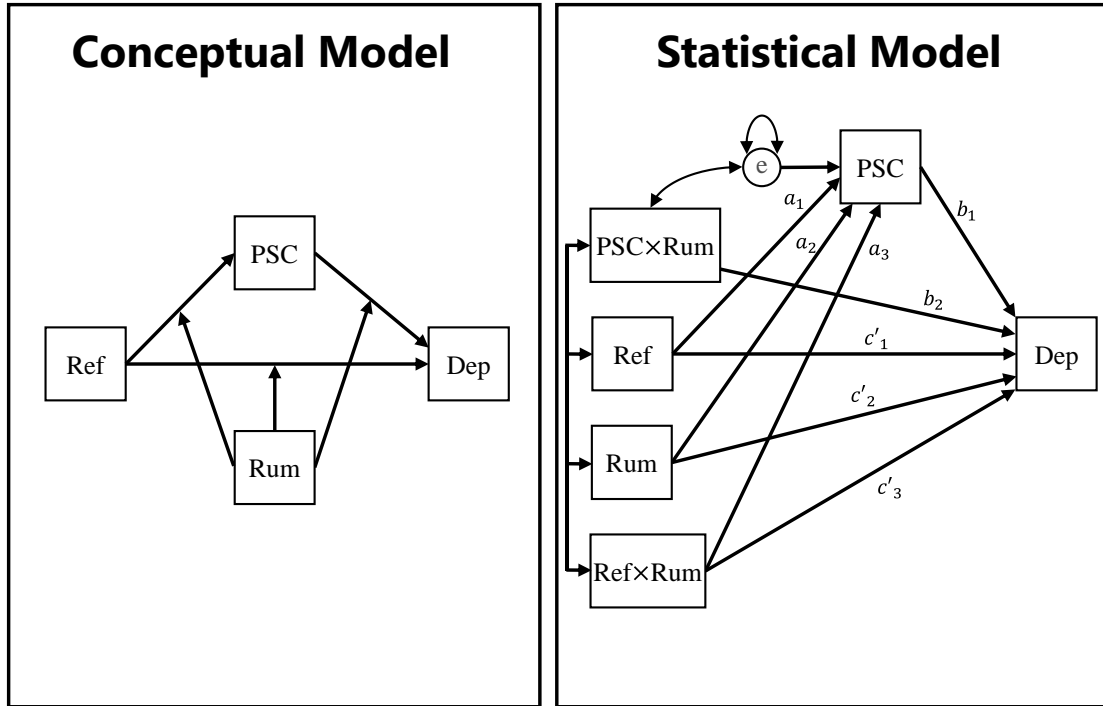 Conceptual Model
PSC
Ref
Dep
Rum
Statistical Model
e
PSC
a₁
b₁
PSC×Rum
a₂
a₃
b₂
Ref
c'₁
Dep
c'₂
Rum
c'₃
Ref×Rum